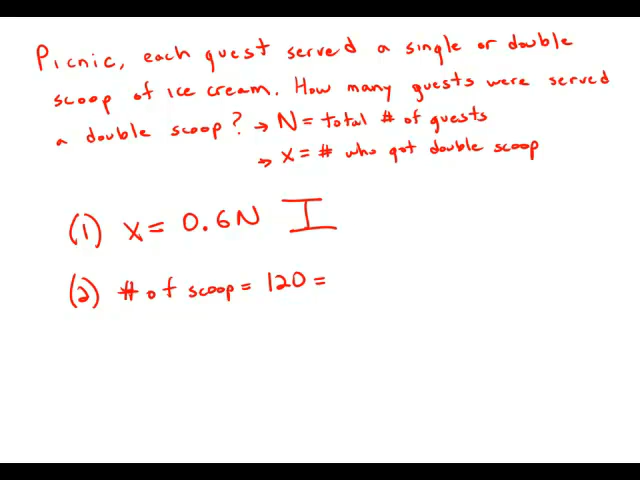 Picnic, each guest served a single or double
scoop of ice cream. How many guests were served
a double scoop? → N = total # of guests
→ x = # who got double scoop
(1) x = 0.6N I
(2) # of scoop = 120 =